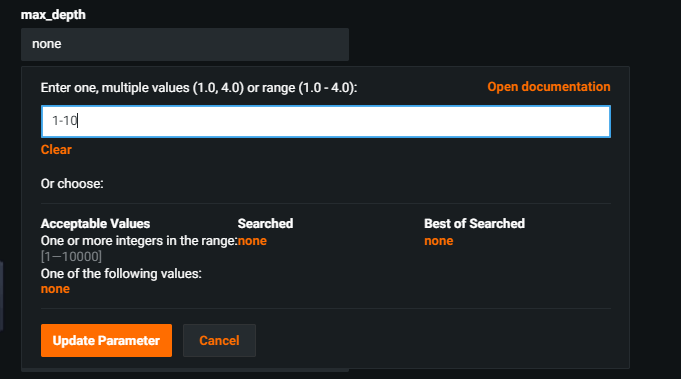 max_depth
none
Enter one, multiple values (1.0, 4.0) or range (1.0 - 4.0):
Open documentation
1-10
Clear
Or choose:
Acceptable Values
Searched
Best of Searched
One or more integers in the range:
none
none
[1—10000]
One of the following values:
none
Update Parameter
Cancel